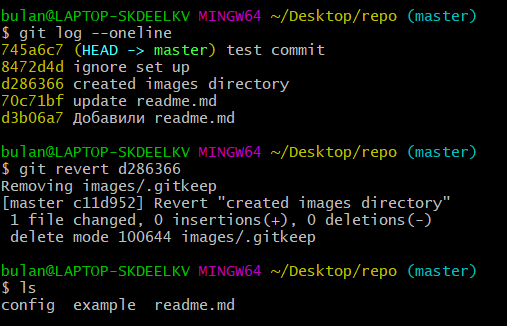 bulan@LAPTOP-SKDEELKV MINGW64 ~/Desktop/repo (master)
$ git log --oneline
745a6c7 (HEAD -> master) test commit
8472d4d ignore set up
d286366 created images directory
70c71bf update readme.md
d3b06a7 Добавили readme.md
bulan@LAPTOP-SKDEELKV MINGW64 ~/Desktop/repo (master)
$ git revert d286366
Removing images/.gitkeep
[master c11d952] Revert "created images directory"
 1 file changed, 0 insertions(+), 0 deletions(-)
 delete mode 100644 images/.gitkeep
bulan@LAPTOP-SKDEELKV MINGW64 ~/Desktop/repo (master)
$ ls
config  example  readme.md